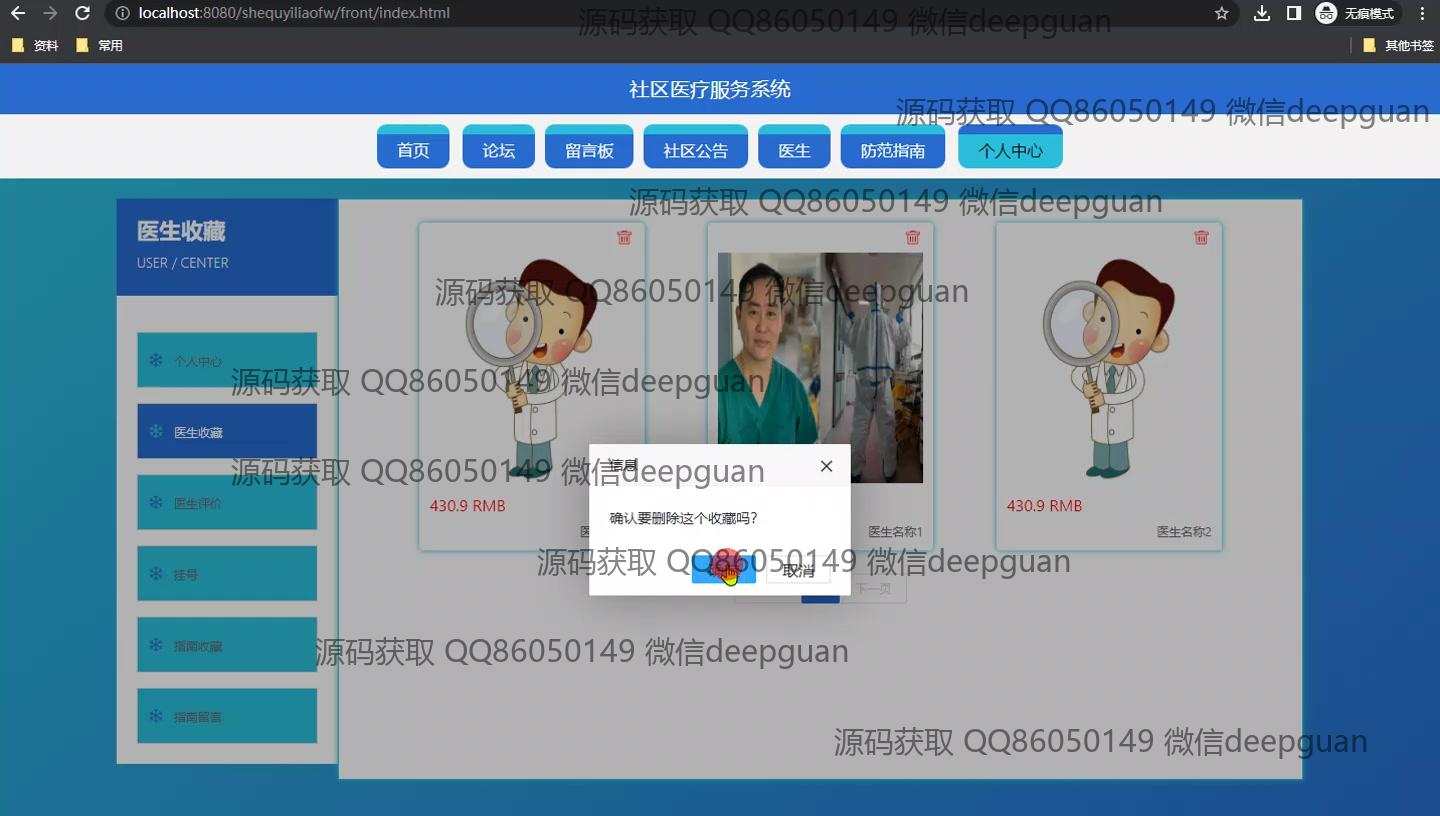 localhost:8080/shequyiliaofw/front/index.html
无痕模式
资料
常用
其他书签
源码获取 QQ86050149 微信deepguan
社区医疗服务系统
源码获取 QQ86050149 微信deepguan
首页
论坛
留言板
社区公告
医生
防范指南
个人中心
源码获取 QQ86050149 微信deepguan
医生收藏
USER / CENTER
源码获取 QQ86050149 微信deepguan
个人中心
源码获取 QQ86050149 微信deepguan
医生收藏
源码获取 QQ86050149 微信deepguan
信息
医生评价
430.9 RMB
430.9 RMB
确认要删除这个收藏吗?
医
医生名称1
医生名称2
源码获取 QQ86050149 微信deepguan
取消
挂号
下一页
指南收藏
源码获取 QQ86050149 微信deepguan
指南留言
源码获取 QQ86050149 微信deepguan